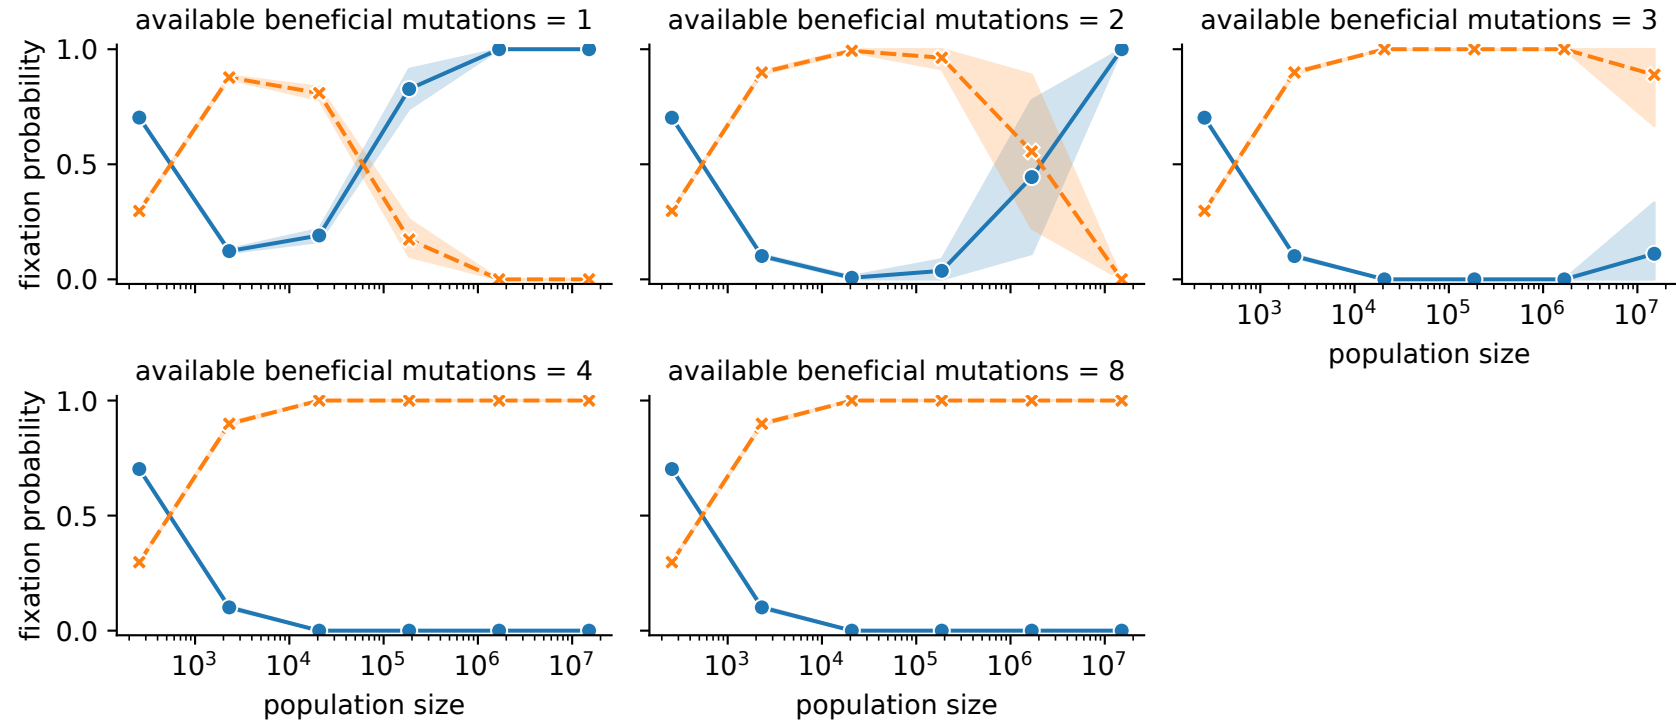 available beneficial mutations = 1
available beneficial mutations = 2
available beneficial mutations = 3
fixation probability
1.0
0.5
0.0
10³ 10⁴ 10⁵ 10⁶ 10⁷
population size
available beneficial mutations = 4
available beneficial mutations = 8
fixation probability
1.0
0.5
0.0
10³ 10⁴ 10⁵ 10⁶ 10⁷
population size
10³ 10⁴ 10⁵ 10⁶ 10⁷
population size